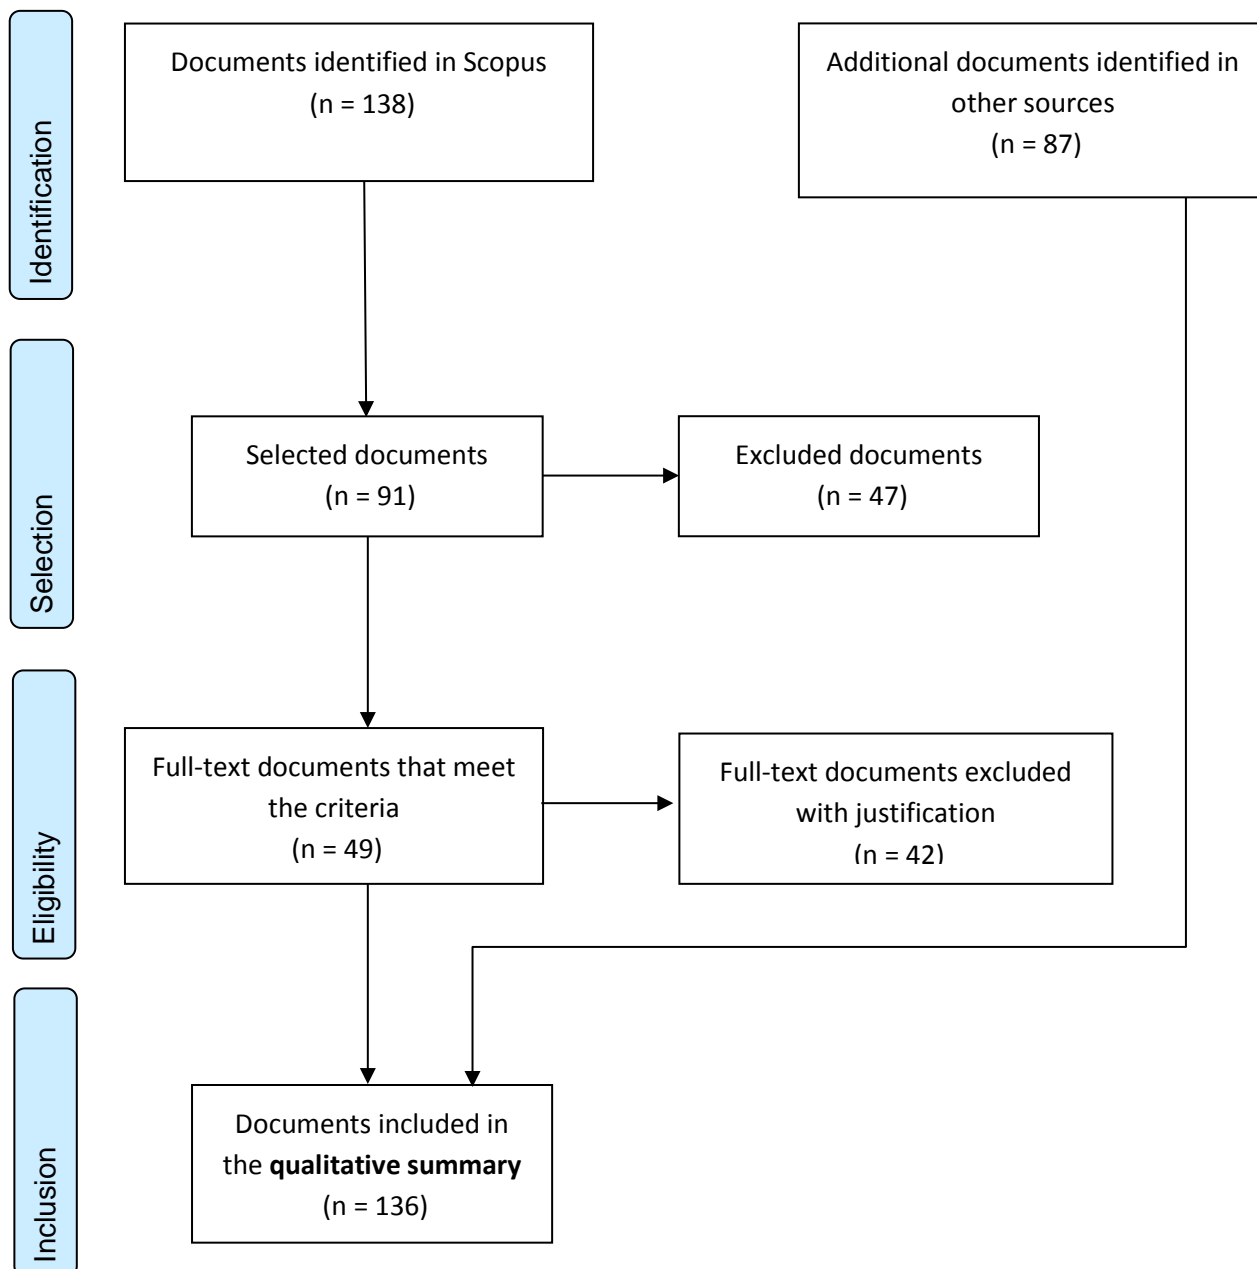 Identification
Documents identified in Scopus
(n = 138)
Additional documents identified in
other sources
(n = 87)
Selection
Selected documents
(n = 91)
Excluded documents
(n = 47)
Eligibility
Full-text documents that meet
the criteria
(n = 49)
Full-text documents excluded
with justification
(n = 42)
Inclusion
Documents included in
the qualitative summary
(n = 136)